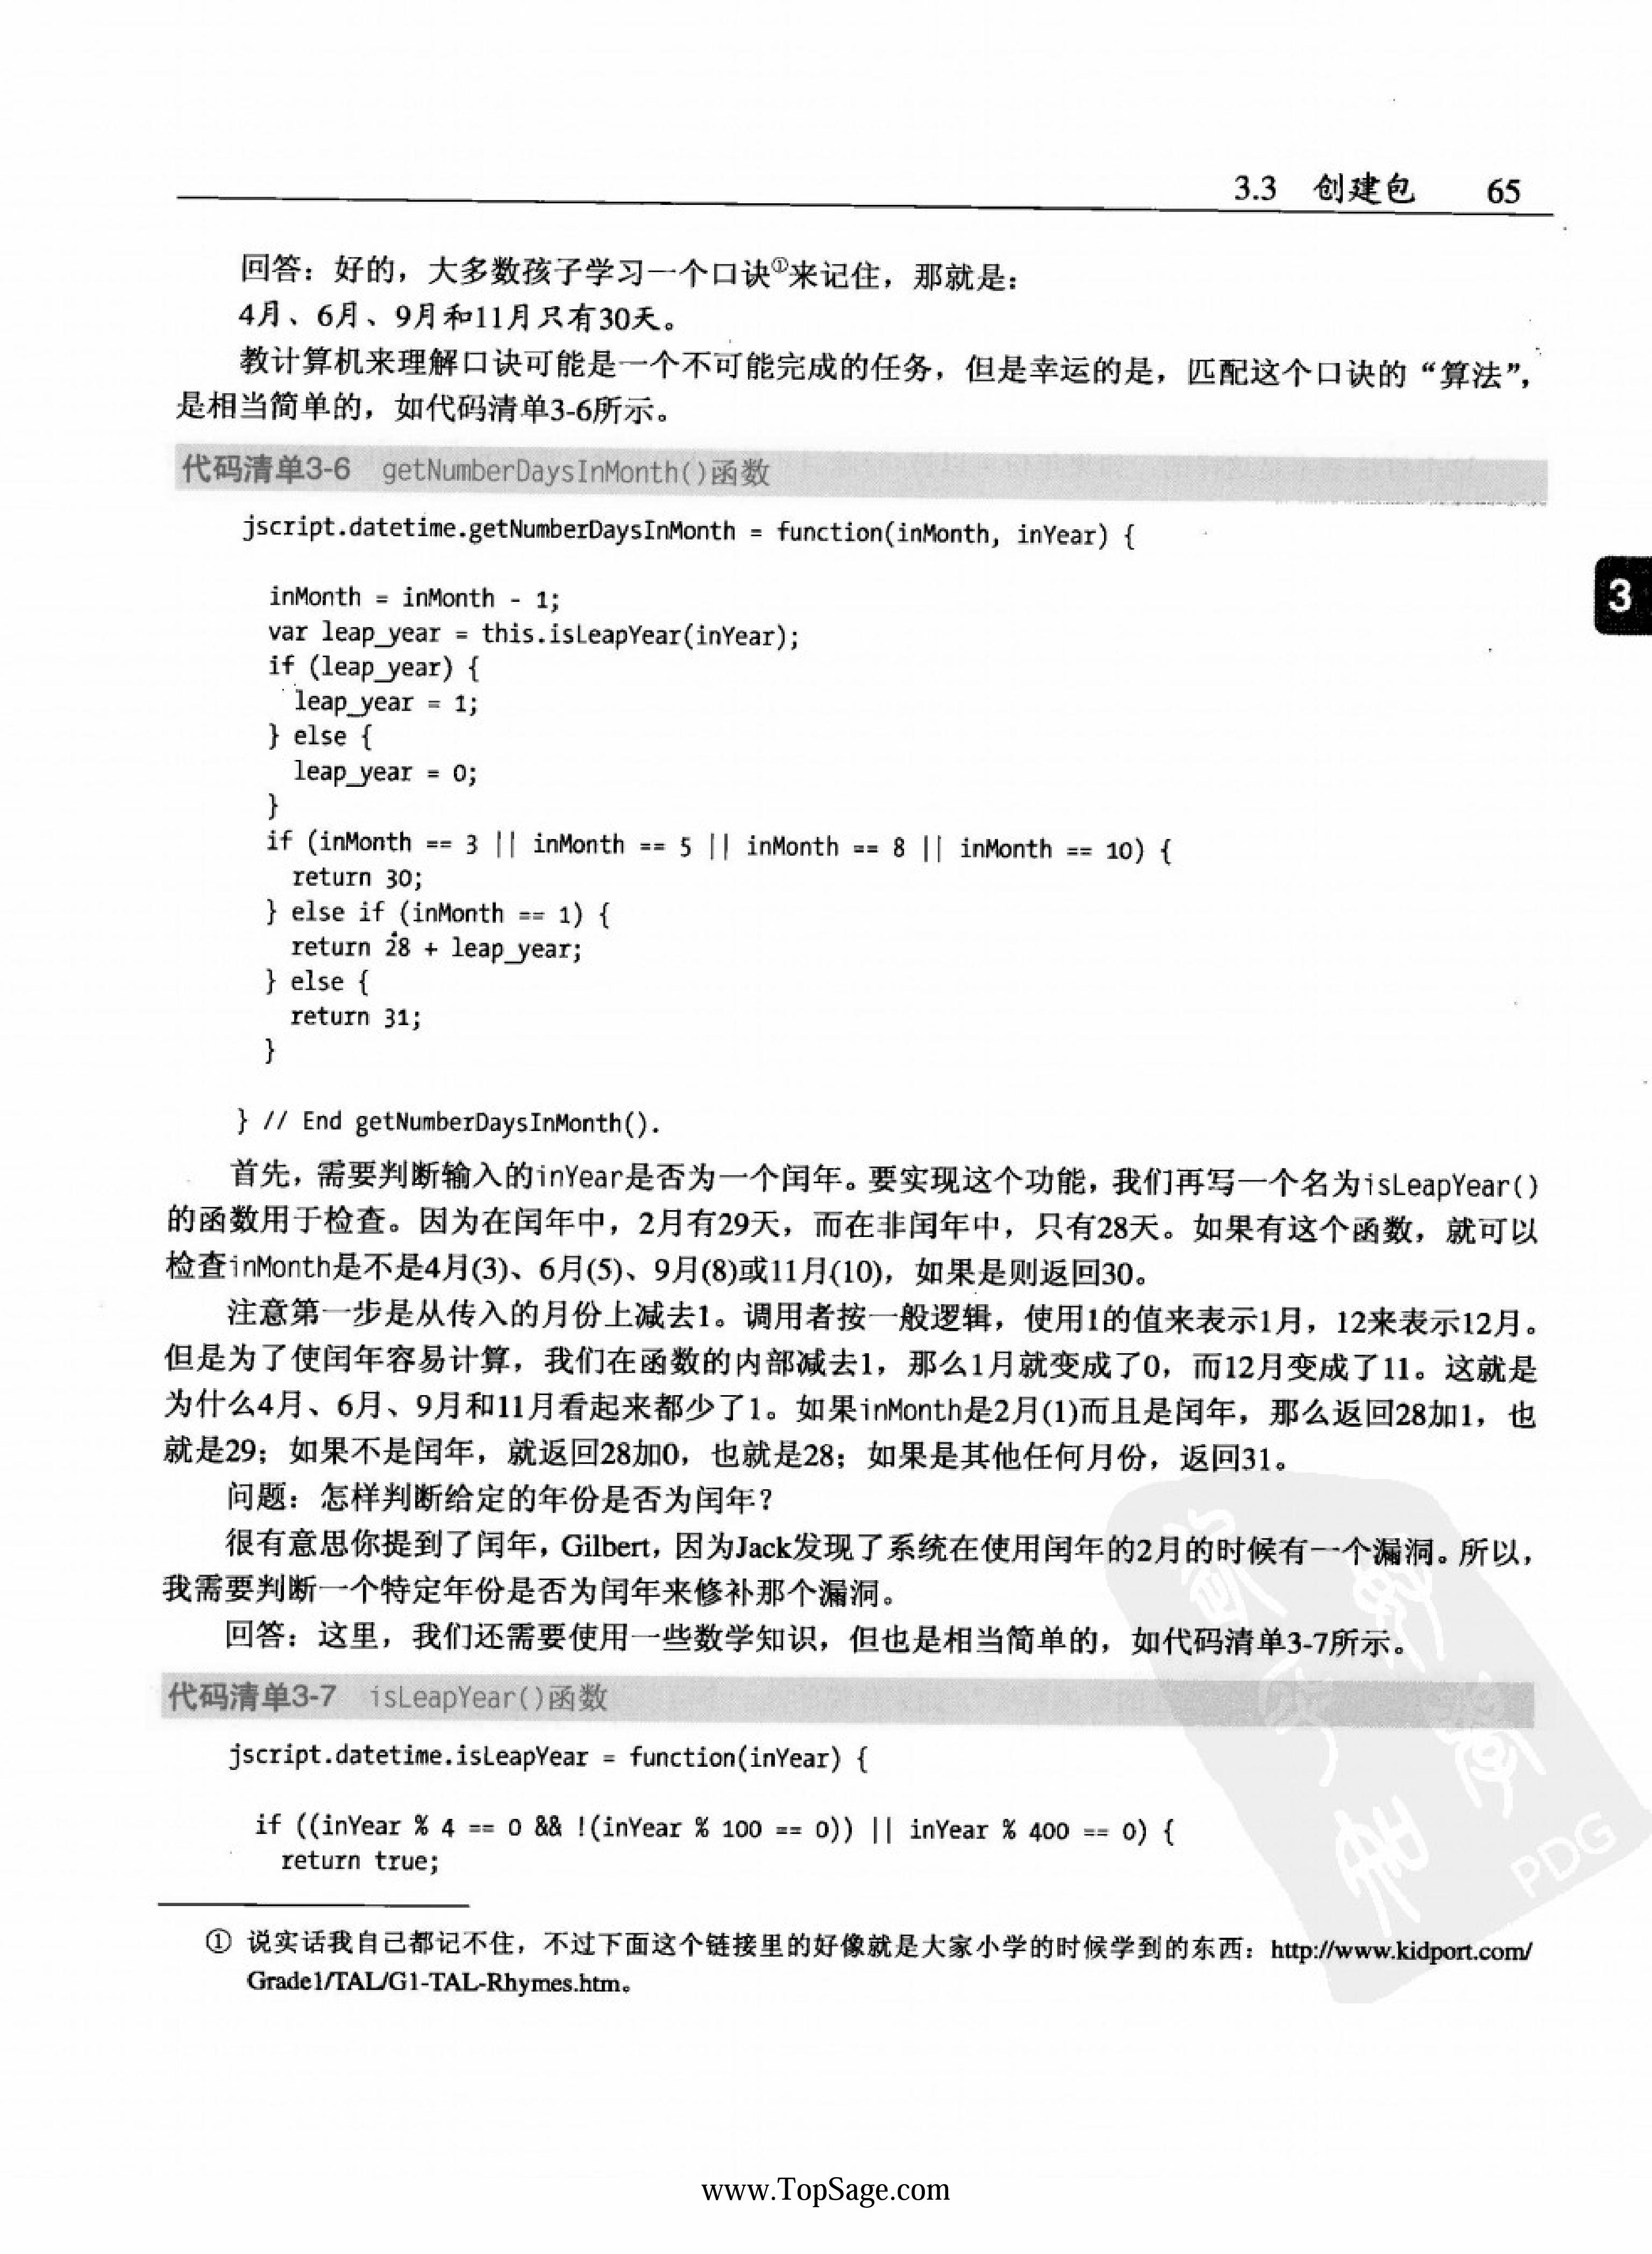 3.3 创建包 65
回答：好的，大多数孩子学习一个口诀①来记住，那就是：
4月、6月、9月和11月只有30天。
教计算机来理解口诀可能是一个不可能完成的任务，但是幸运的是，匹配这个口诀的“算法”，
是相当简单的，如代码清单3-6所示。
代码清单3-6 getNumberDaysInMonth()函数
jscript.datetime.getNumberDaysInMonth = function(inMonth, inYear) {
3
inMonth = inMonth - 1;
var leap_year = this.isLeapYear(inYear);
if (leap_year) {
leap_year = 1;
} else {
leap_year = 0;
}
if (inMonth == 3 || inMonth == 5 || inMonth == 8 || inMonth == 10) {
return 30;
} else if (inMonth == 1) {
return 28 + leap_year;
} else {
return 31;
}
} // End getNumberDaysInMonth().
首先，需要判断输入的inYear是否为一个闰年。要实现这个功能，我们再写一个名为isLeapYear()
的函数用于检查。因为在闰年中，2月有29天，而在非闰年中，只有28天。如果有这个函数，就可以
检查inMonth是不是4月(3)、6月(5)、9月(8)或11月(10)，如果是则返回30。
注意第一步是从传入的月份上减去1。调用者按一般逻辑，使用1的值来表示1月，12来表示12月。
但是为了使闰年容易计算，我们在函数的内部减去1，那么1月就变成了0，而12月变成了11。这就是
为什么4月、6月、9月和11月看起来都少了1。如果inMonth是2月(1)而且是闰年，那么返回28加1，也
就是29；如果不是闰年，就返回28加0，也就是28；如果是其他任何月份，返回31。
问题：怎样判断给定的年份是否为闰年？
很有意思你提到了闰年，Gilbert，因为Jack发现了系统在使用闰年的2月的时候有一个漏洞。所以，
我需要判断一个特定年份是否为闰年来修补那个漏洞。
回答：这里，我们还需要使用一些数学知识，但也是相当简单的，如代码清单3-7所示。
代码清单3-7 isLeapYear()函数
jscript.datetime.isLeapYear = function(inYear) {
if ((inYear % 4 == 0 && !(inYear % 100 == 0)) || inYear % 400 == 0) {
return true;
PDG
① 说实话我自己都记不住，不过下面这个链接里的好像就是大家小学的时候学到的东西：http://www.kidport.com/
Grade1/TAL/G1-TAL-Rhymes.htm。
www.TopSage.com